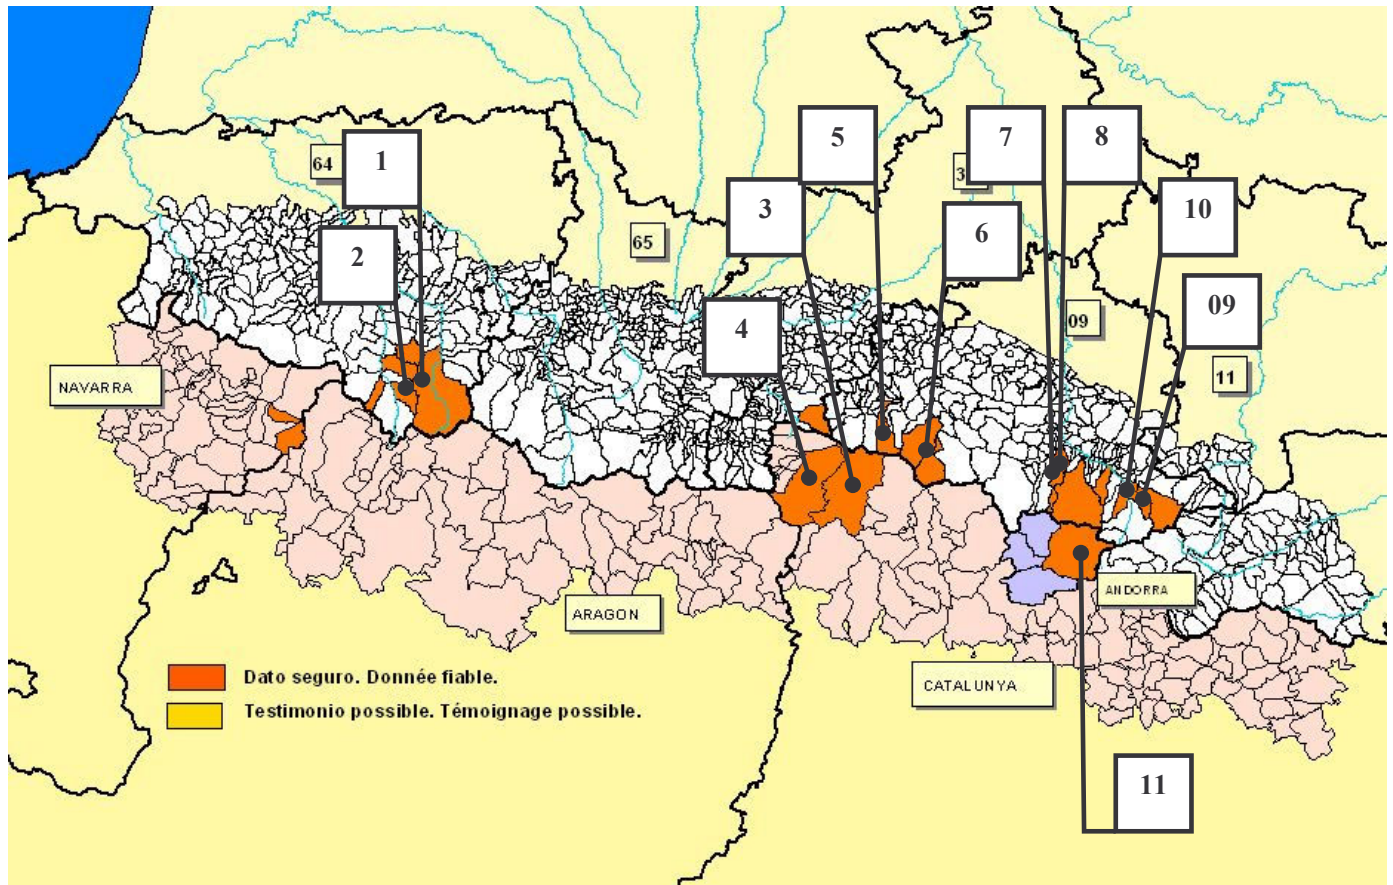 5
7
8
1
64
3
3
10
6
2
65
09
4
09
11
NAVARRA
ANDORRA
ARAGON
CATALUNYA
Dato seguro. Donnée fiable.
Testimonio possible. Témoignage possible.
11